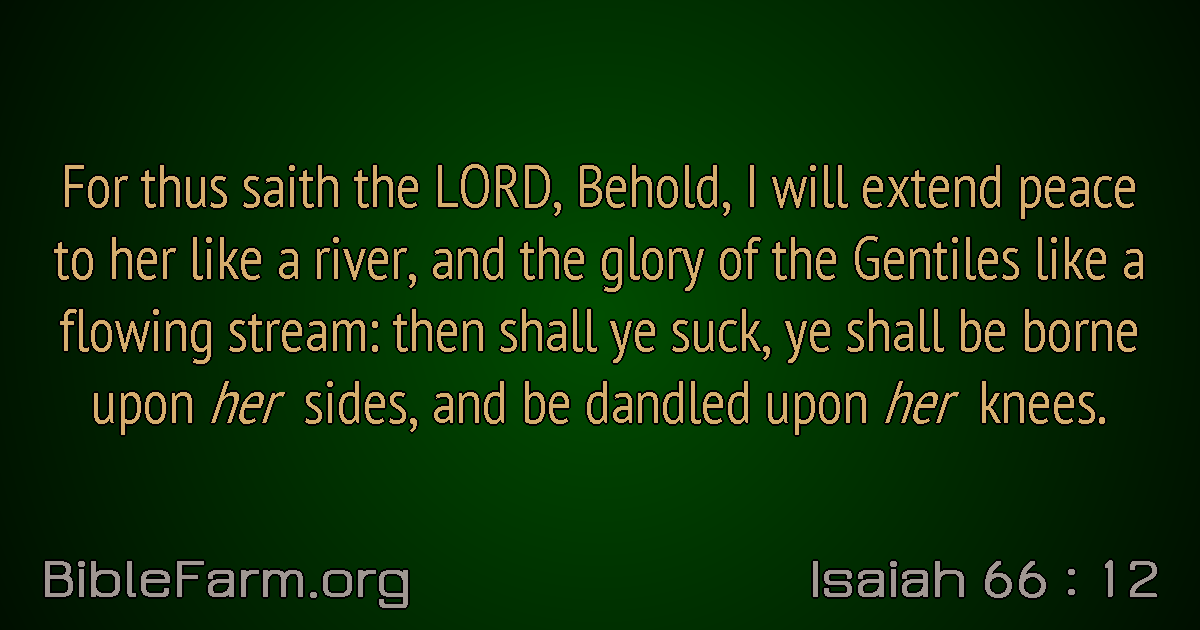 For thus saith the LORD, Behold, I will extend peace
to her like a river, and the glory of the Gentiles like a
flowing stream: then shall ye suck, ye shall be borne
upon her sides, and be dandled upon her knees.
BibleFarm.org
Isaiah 66 : 12